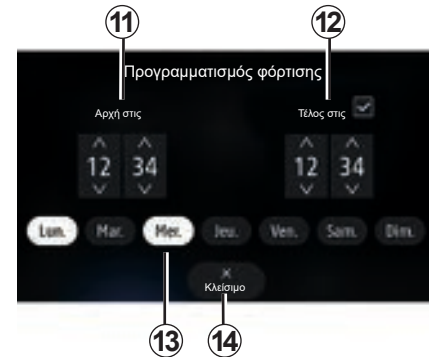 11 12
Προγραμματισμός φόρτισης
Αρχή στις Τέλος στις
12 34 12 34
Lun. Mar. Mer. Jeu. Ven. Sam. Dim.
Κλείσιμο
13 14